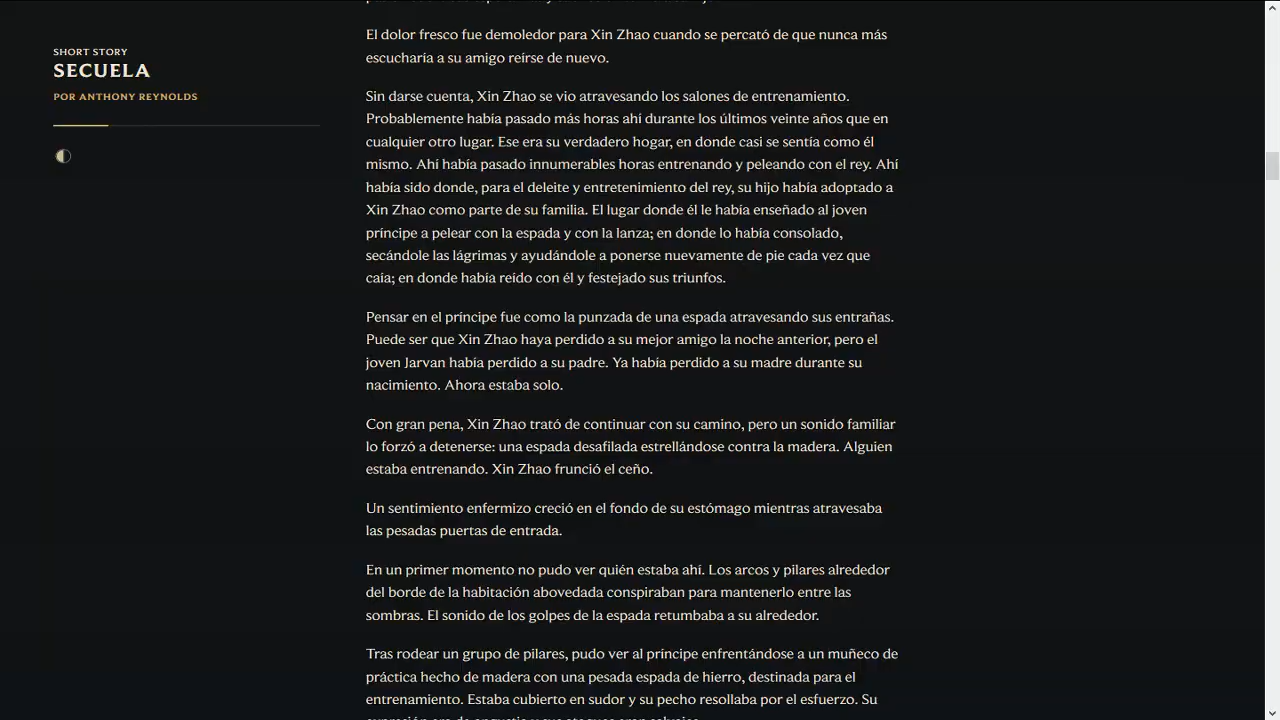 SHORT STORY
SECUELA
POR ANTHONY REYNOLDS
El dolor fresco fue demoledor para Xin Zhao cuando se percató de que nunca más
escucharía a su amigo reírse de nuevo.
Sin darse cuenta, Xin Zhao se vio atravesando los salones de entrenamiento.
Probablemente había pasado más horas ahí durante los últimos veinte años que en
cualquier otro lugar. Ese era su verdadero hogar, en donde casi se sentía como él
mismo. Ahí había pasado innumerables horas entrenando y peleando con el rey. Ahí
había sido donde, para el deleite y entretenimiento del rey, su hijo había adoptado a
Xin Zhao como parte de su familia. El lugar donde él le había enseñado al joven
príncipe a pelear con la espada y con la lanza; en donde lo había consolado,
secándole las lágrimas y ayudándole a ponerse nuevamente de pie cada vez que
caía; en donde había reído con él y festejado sus triunfos.
Pensar en el príncipe fue como la punzada de una espada atravesando sus entrañas.
Puede ser que Xin Zhao haya perdido a su mejor amigo la noche anterior, pero el
joven Jarvan había perdido a su padre. Ya había perdido a su madre durante su
nacimiento. Ahora estaba solo.
Con gran pena, Xin Zhao trató de continuar con su camino, pero un sonido familiar
lo forzó a detenerse: una espada desafilada estrellándose contra la madera. Alguien
estaba entrenando. Xin Zhao frunció el ceño.
Un sentimiento enfermizo creció en el fondo de su estómago mientras atravesaba
las pesadas puertas de entrada.
En un primer momento no pudo ver quién estaba ahí. Los arcos y pilares alrededor
del borde de la habitación abovedada conspiraban para mantenerlo entre las
sombras. El sonido de los golpes de la espada retumbaba a su alrededor.
Tras rodear un grupo de pilares, pudo ver al príncipe enfrentándose a un muñeco de
práctica hecho de madera con una pesada espada de hierro, destinada para el
entrenamiento. Estaba cubierto en sudor y su pecho resollaba por el esfuerzo. Su